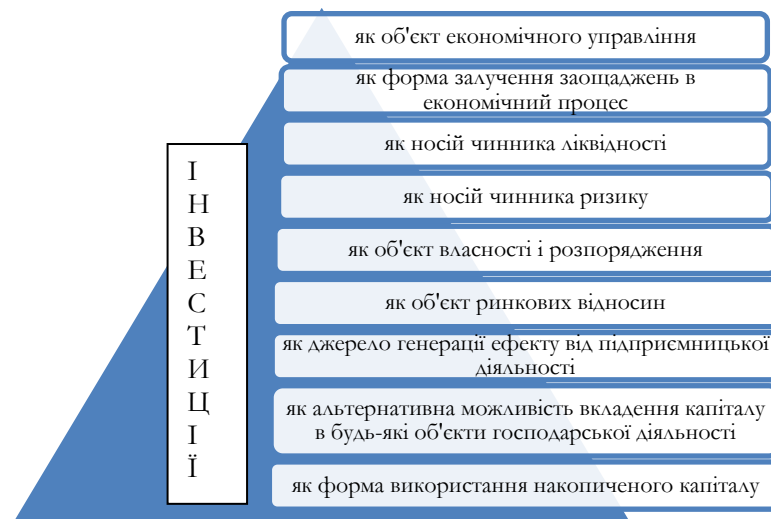 І
Н
В
Е
С
Т
И
Ц
І
Ї
як об'єкт економічного управління
як форма залучення заощаджень в
економічний процес
як носій чинника ліквідності
як носій чинника ризику
як об'єкт власності і розпорядження
як об'єкт ринкових відносин
як джерело генерації ефекту від підприємницької
діяльності
як альтернативна можливість вкладення капіталу
в будь-які об'єкти господарської діяльності
як форма використання накопиченого капіталу